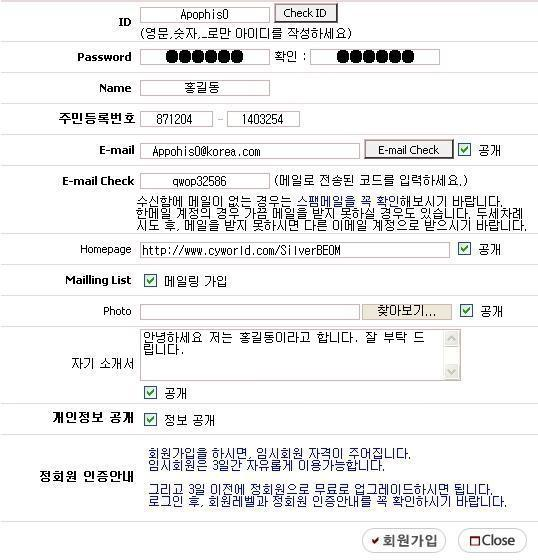 ID Apophis0 Check ID
(영문,숫자,_로만 아이디를 작성하세요)
Password ●●●●●● 확인 : ●●●●●●
Name 홍길동
주민등록번호 871204 - 1403254
E-mail Appohis0@korea.com E-mail Check 공개
E-mail Check qwop32586 (메일로 전송된 코드를 입력하세요.)
수신함에 메일이 없는 경우는 스팸메일을 꼭 확인해보시기 바랍니다.
한메일 계정의 경우 가끔 메일을 받지 못하실 경우도 있습니다. 두세차례
시도 후, 메일을 받지 못하시면 다른 이메일 계정으로 받으시기 바랍니다.
Homepage http://www.cyworld.com/SilverBEOM 공개
Mailling List 메일링 가입
Photo 찾아보기... 공개
자기 소개서 안녕하세요 저는 홍길동이라고 합니다. 잘 부탁 드
립니다.
공개
개인정보 공개 정보 공개
정회원 인증안내 회원가입을 하시면, 임시회원 자격이 주어집니다.
임시회원은 3일간 자유롭게 이용가능합니다.
그리고 3일 이전에 정회원으로 무료로 업그레이드하시면 됩니다.
로그인 후, 회원레벨과 정회원 인증안내를 꼭 확인하시기 바랍니다.
회원가입 Close